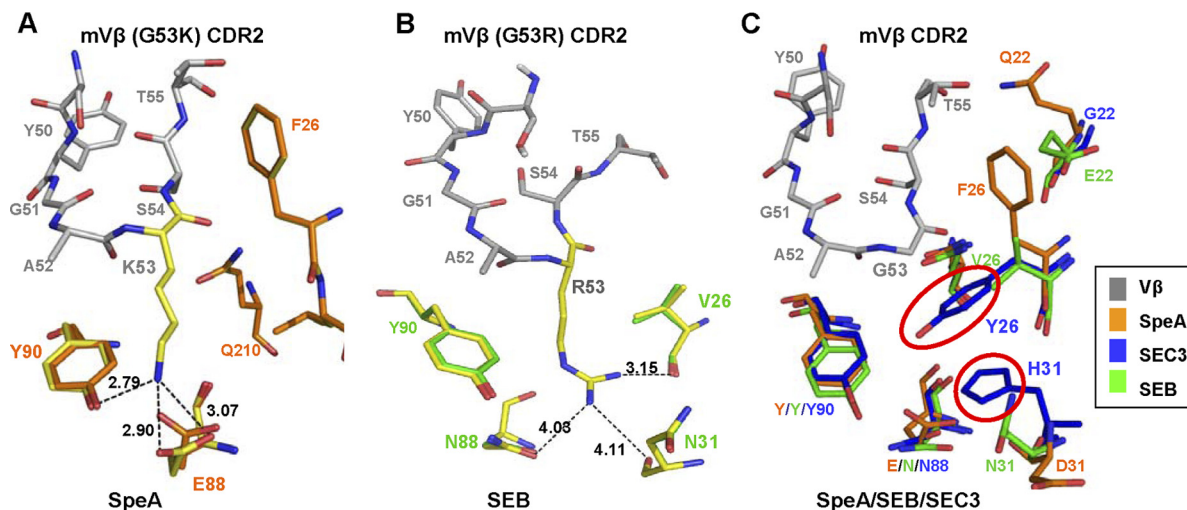 A
mVβ (G53K) CDR2
T55
Y50
F26
G51
S54
A52
K53
Y90
Q210
2.79
3.07
2.90
E88
SpeA
B
mVβ (G53R) CDR2
Y50
T55
S54
G51
A52
R53
V26
Y90
3.15
4.03
N88
4.11
N31
SEB
C
mVβ CDR2
Y50
Q22
T55
G22
E22
S54
F26
G51
A52
G53
V26
Y26
H31
Y/Y/Y90
E/N/N88
N31
D31
SpeA/SEB/SEC3
Vβ
SpeA
SEC3
SEB